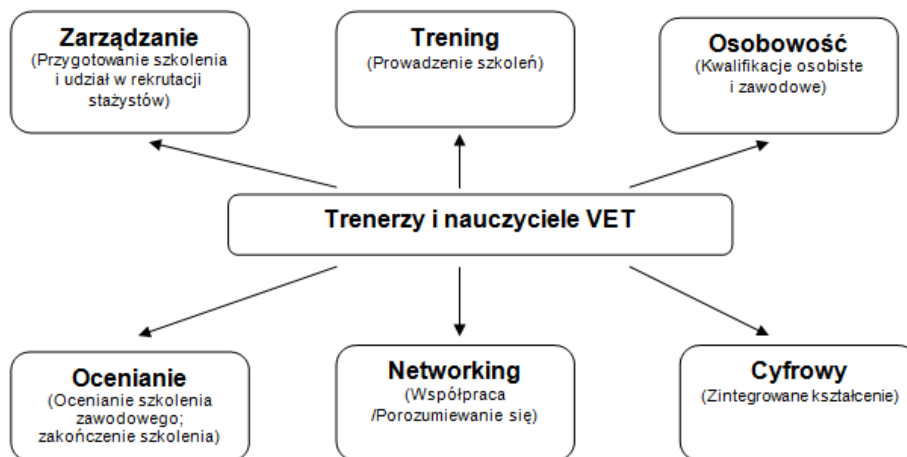 Zarządzanie
(Przygotowanie szkolenia
i udział w rekrutacji
stażystów)
Trening
(Prowadzenie szkoleń)
Osobowość
(Kwalifikacje osobiste
i zawodowe)
Trenerzy i nauczyciele VET
Ocenianie
(Ocenianie szkolenia
zawodowego;
zakończenie szkolenia)
Networking
(Współpraca
/Porozumiewanie się)
Cyfrowy
(Zintegrowane kształcenie)